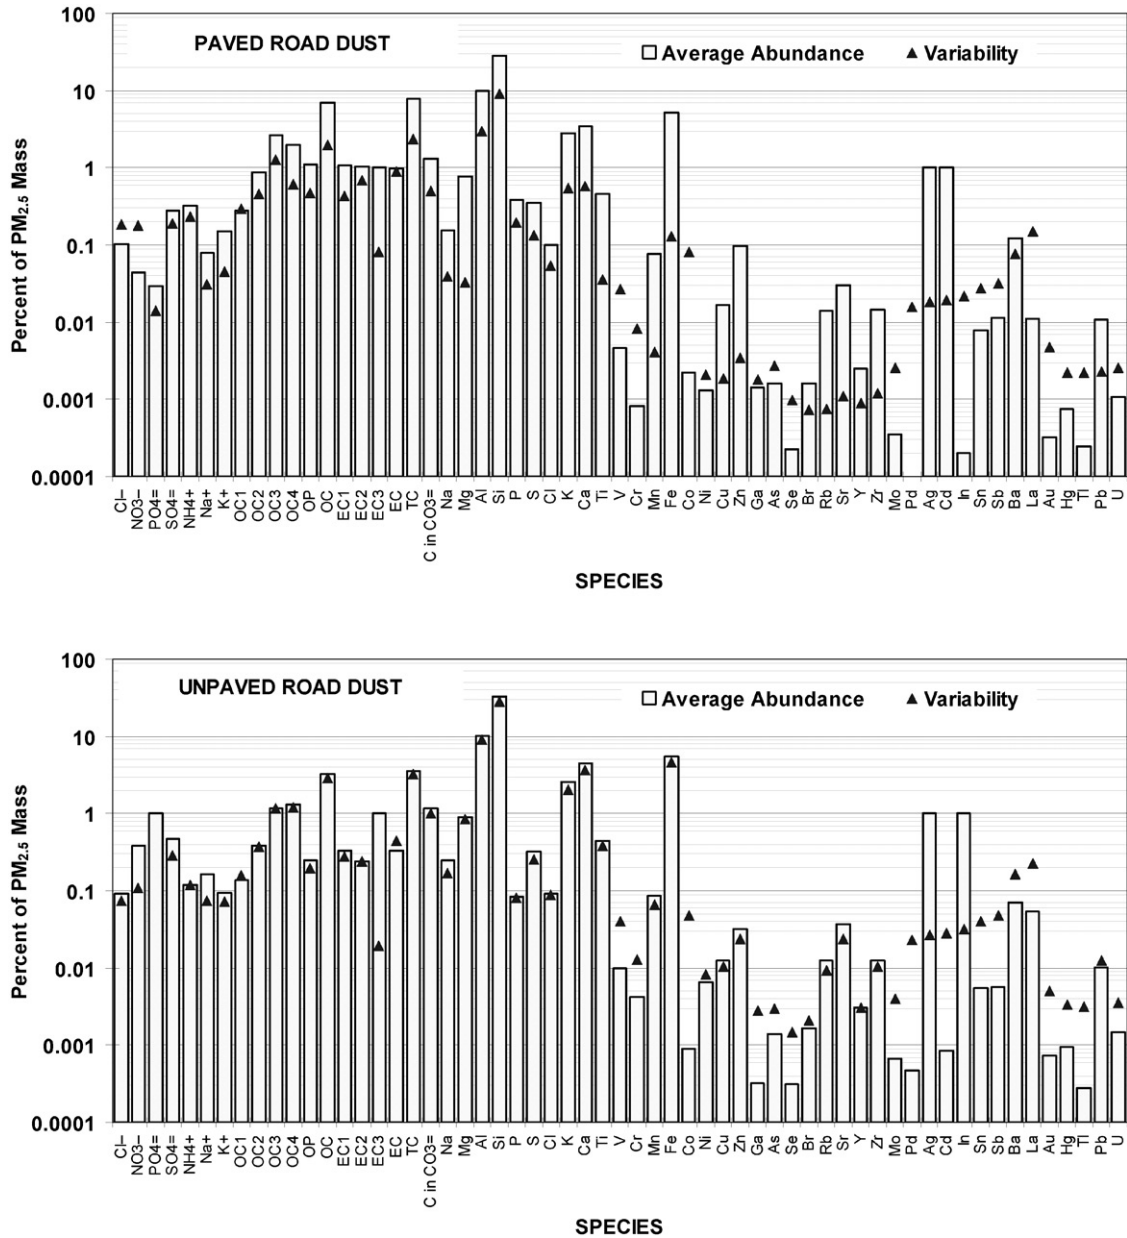 PAVED ROAD DUST
Average Abundance
Variability
100
10
1
0.1
0.01
0.001
0.0001
Percent of PM2.5 Mass
Cl– NO3– PO4= SO4= NH4+ Na+ K+ OC1 OC2 OC3 OC4 OP OC EC1 EC2 EC3 EC TC C in CO3= Na Mg Al Si P S Cl K Ca Ti V Cr Mn Fe Co Ni Cu Zn Ga As Se Br Rb Sr Y Zr Mo Pd Ag Cd In Sn Sb Ba La Au Hg Tl Pb U
SPECIES
UNPAVED ROAD DUST
Average Abundance
Variability
100
10
1
0.1
0.01
0.001
0.0001
Percent of PM2.5 Mass
Cl– NO3– PO4= SO4= NH4+ Na+ K+ OC1 OC2 OC3 OC4 OP OC EC1 EC2 EC3 EC TC C in CO3= Na Mg Al Si P S Cl K Ca Ti V Cr Mn Fe Co Ni Cu Zn Ga As Se Br Rb Sr Y Zr Mo Pd Ag Cd In Sn Sb Ba La Au Hg Tl Pb U
SPECIES